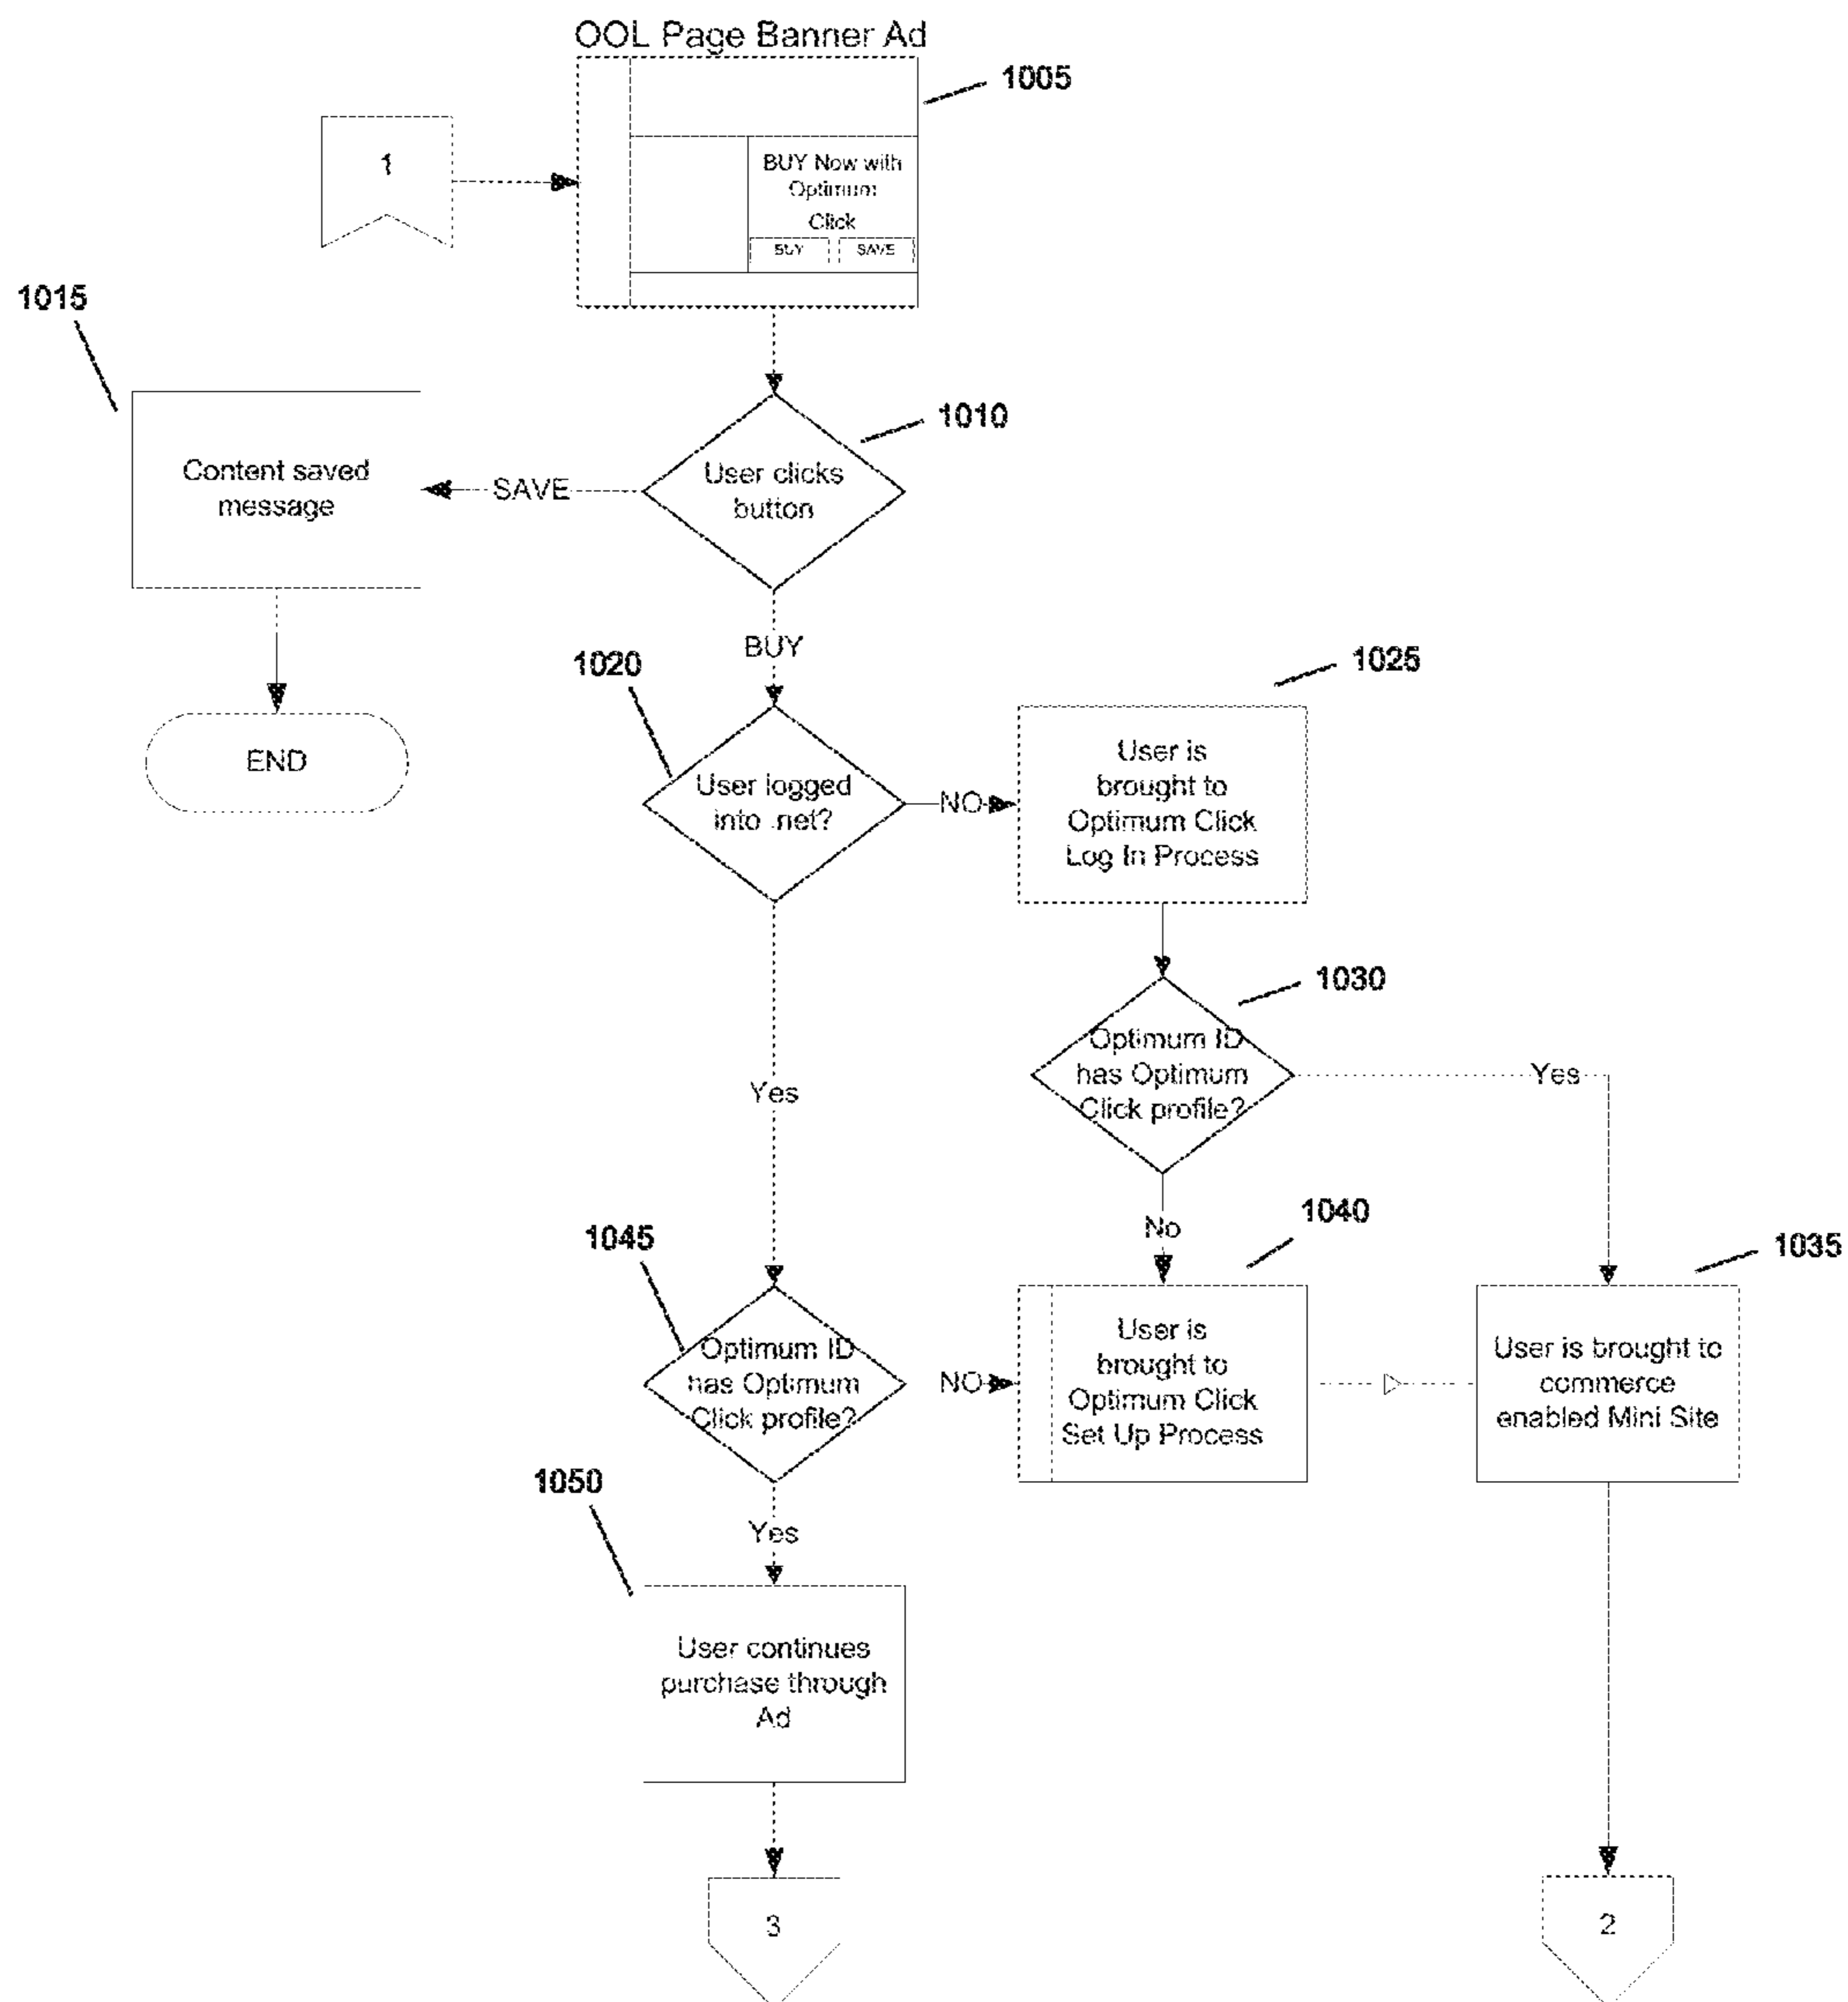 OOL Page Banner Ad
1005
1
BUY Now with
Optimum
Click
BUY
SAVE
1015
1010
Content saved
message
SAVE
User clicks
button
BUY
1020
1025
END
User logged
into .net?
NO
User is
brought to
Optimum Click
Log In Process
1030
Optimum ID
has Optimum
Click profile?
Yes
Yes
No
1040
1045
1035
Optimum ID
has Optimum
Click profile?
NO
User is
brought to
Optimum Click
Set Up Process
User is brought to
commerce
enabled Mini Site
1050
Yes
User continues
purchase through
Ad
3
2